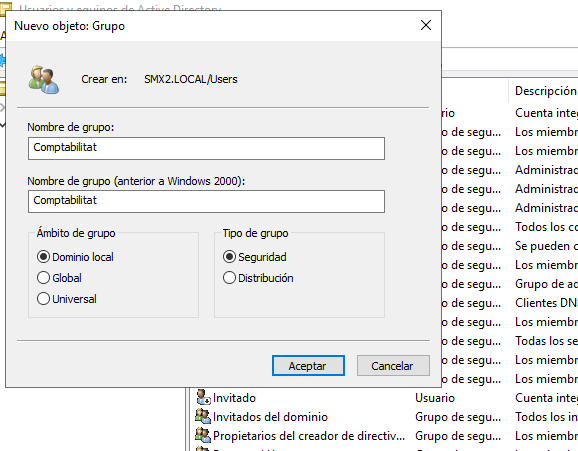 Usuarios y equipos de Active Directory
Nuevo objeto: Grupo
Crear en: SMX2.LOCAL/Users
Nombre de grupo:
Comptabilitat
Nombre de grupo (anterior a Windows 2000):
Comptabilitat
Ámbito de grupo
Dominio local
Global
Universal
Tipo de grupo
Seguridad
Distribución
Aceptar
Cancelar
Descripción
rio Cuenta integ
o de segu... Los miembr
o de segu... Los miembr
o de segu... Administrad
o de segu... Administrad
o de segu... Administrad
o de segu... Todos los co
o de segu... Se pueden c
o de segu... Los miembr
o de segu... Grupo de ad
o de segu... Clientes DNS
o de segu... Los miembr
o de segu... Todas los se
o de segu... Los miembr
o de segu... Los miembr
Invitado Usuario Cuenta integ
Invitados del dominio Grupo de segu... Todos los in
Propietarios del creador de directiv... Grupo de segu... Los miembr